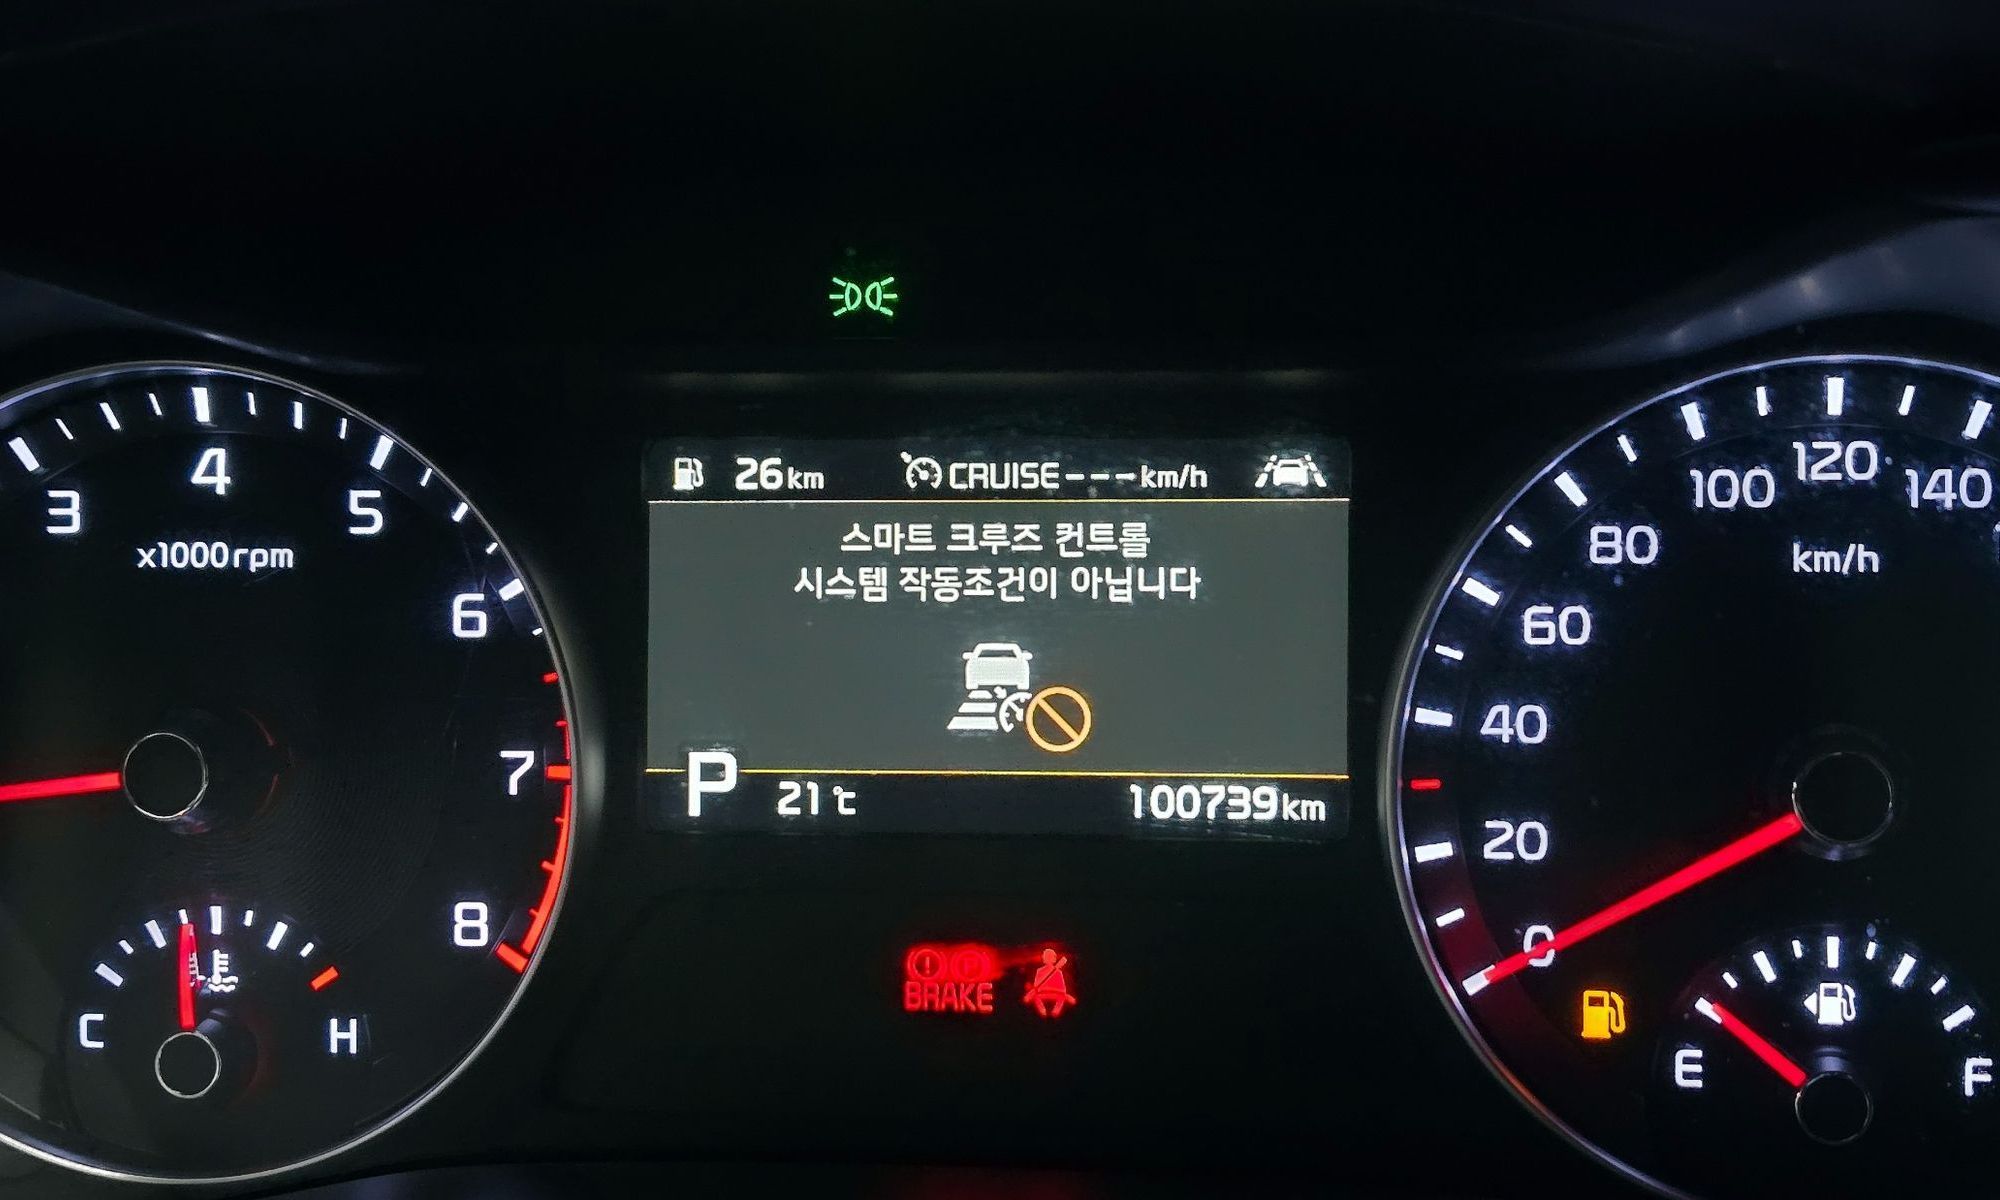 26km CRUISE---km/h
스마트 크루즈 컨트롤
시스템 작동조건이 아닙니다
P 21℃ 100739km
BRAKE
3 4 5 6 7 8
x1000rpm
C H
0 20 40 60 80 100 120 140
km/h
E F